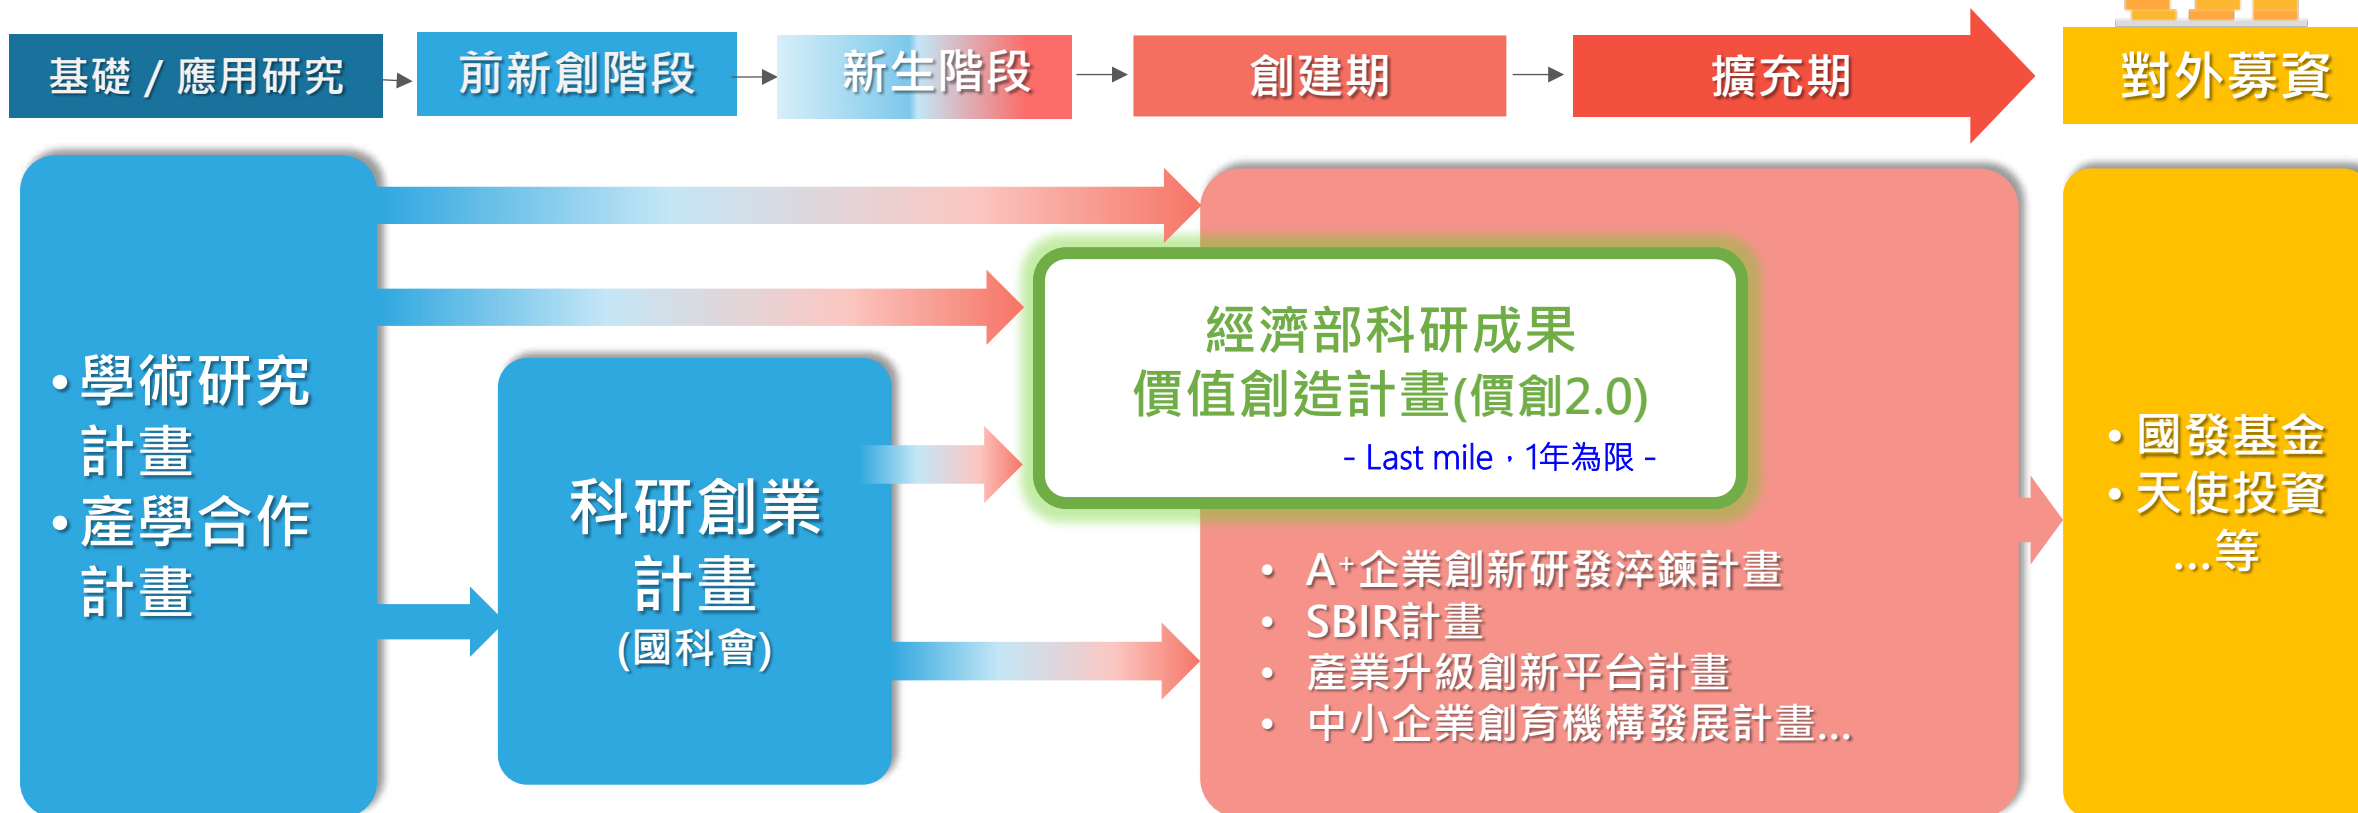 基礎 / 應用研究
前新創階段
新生階段
創建期
擴充期
對外募資
•學術研究
計畫
•產學合作
計畫
科研創業
計畫
(國科會)
經濟部科研成果
價值創造計畫(價創2.0)
- Last mile，1年為限 -
• A⁺企業創新研發淬鍊計畫
• SBIR計畫
• 產業升級創新平台計畫
• 中小企業創育機構發展計畫...
•國發基金
•天使投資
...等